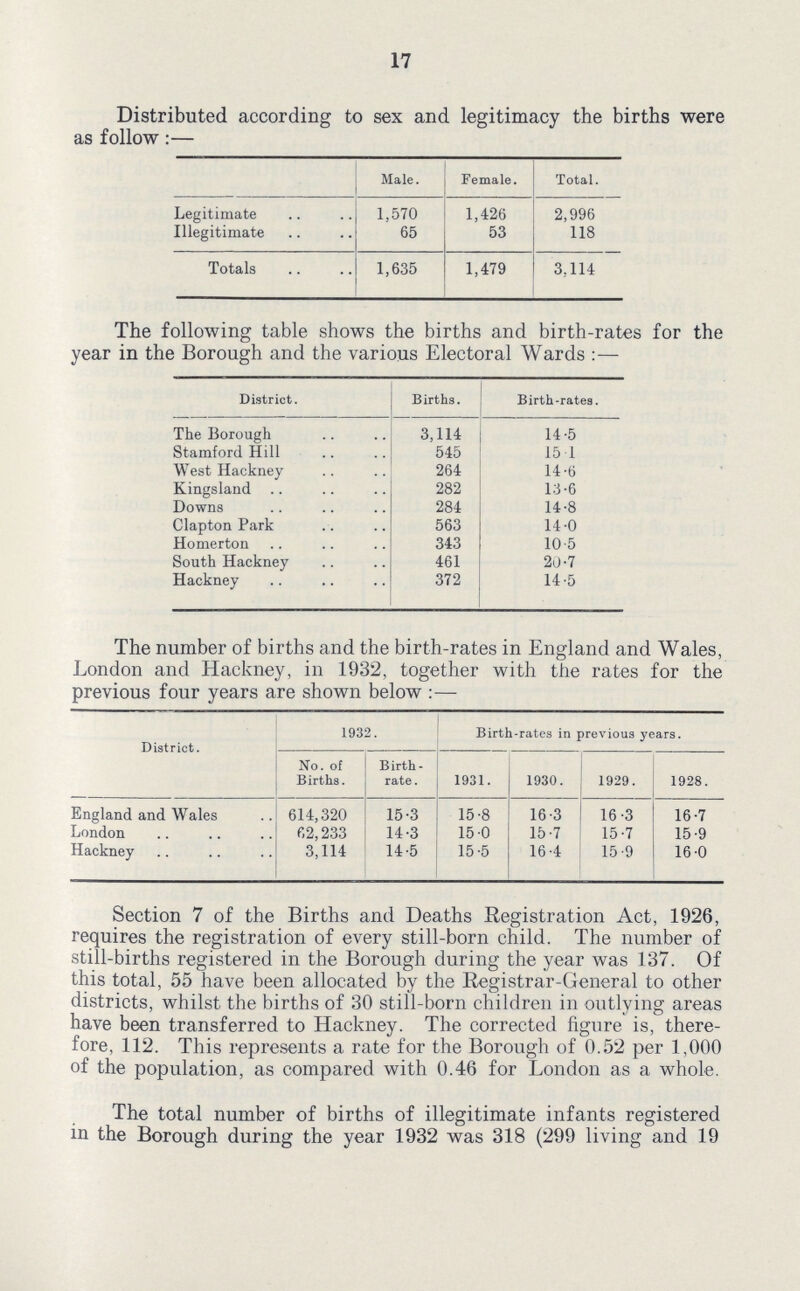 17
Distributed according to sex and legitimacy the births were
as follow :—
Male. Female. Total.
Legitimate .. .. 1,570 1,426 2,996
Illegitimate .. .. 65 53 118
Totals .. .. 1,635 1,479 3,114
The following table shows the births and birth-rates for the
year in the Borough and the various Electoral Wards :—
District. Births. Birth-rates.
The Borough .. .. 3,114 14·5
Stamford Hill .. .. 545 15 1
West Hackney .. .. 264 14·6
Kingsland .. .. .. 282 13·6
Downs .. .. .. 284 14·8
Clapton Park .. .. 563 14·0
Homerton .. .. .. 343 10·5
South Hackney .. .. 461 20·7
Hackney .. .. .. 372 14·5
The number of births and the birth-rates in England and Wales,
London and Hackney, in 1932, together with the rates for the
previous four years are shown below :—
District. 1932. Birth-rates in previous years.
No. of Births. Birth-rate. 1931. 1930. 1929. 1928.
England and Wales .. 614,320 15·3 15·8 16·3 16·3 16·7
London .. .. .. 62,233 14·3 15·0 15·7 15·7 15·9
Hackney .. .. .. 3,114 14·5 15·5 16·4 15·9 16·0
Section 7 of the Births and Deaths Registration Act, 1926,
requires the registration of every still-born child. The number of
still-births registered in the Borough during the year was 137. Of
this total, 55 have been allocated by the Registrar-General to other
districts, whilst the births of 30 still-born children in outlying areas
have been transferred to Hackney. The corrected figure is, there-
fore, 112. This represents a rate for the Borough of 0.52 per 1,000
of the population, as compared with 0.46 for London as a whole.
The total number of births of illegitimate infants registered
in the Borough during the year 1932 was 318 (299 living and 19